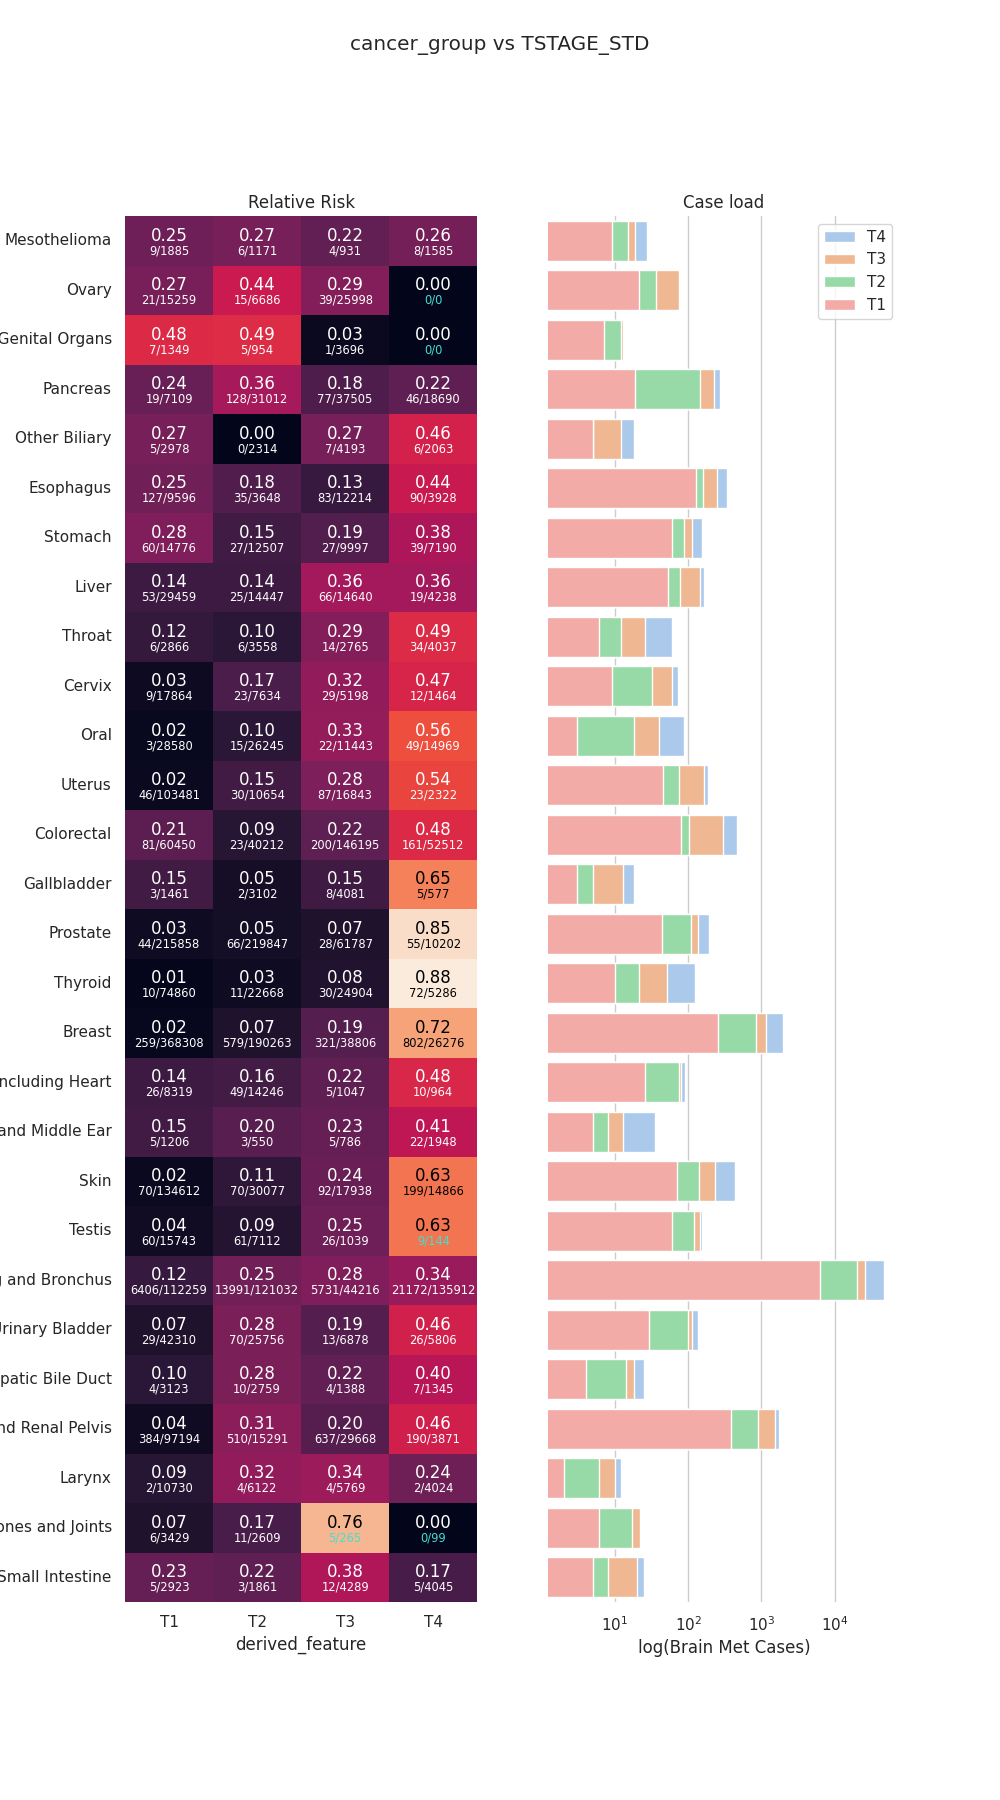 cancer_group vs TSTAGE_STD
Relative Risk
Case load
Mesothelioma 0.25 0.27 0.22 0.26
9/1885 6/1171 4/931 8/1585
Ovary 0.27 0.44 0.29 0.00
21/15259 15/6686 39/25998 0/0
Genital Organs 0.48 0.49 0.03 0.00
7/1349 5/954 1/3696 0/0
Pancreas 0.24 0.36 0.18 0.22
19/7109 128/31012 77/37505 46/18690
Other Biliary 0.27 0.00 0.27 0.46
5/2978 0/2314 7/4193 6/2063
Esophagus 0.25 0.18 0.13 0.44
127/9596 35/3648 83/12214 90/3928
Stomach 0.28 0.15 0.19 0.38
60/14776 27/12507 27/9997 39/7190
Liver 0.14 0.14 0.36 0.36
53/29459 25/14447 66/14640 19/4238
Throat 0.12 0.10 0.29 0.49
6/2866 6/3558 14/2765 34/4037
Cervix 0.03 0.17 0.32 0.47
9/17864 23/7634 29/5198 12/1464
Oral 0.02 0.10 0.33 0.56
3/28580 15/26245 22/11443 49/14969
Uterus 0.02 0.15 0.28 0.54
46/103481 30/10654 87/16843 23/2322
Colorectal 0.21 0.09 0.22 0.48
81/60450 23/40212 200/146195 161/52512
Gallbladder 0.15 0.05 0.15 0.65
3/1461 2/3102 8/4081 5/577
Prostate 0.03 0.05 0.07 0.85
44/215858 66/219847 28/61787 55/10202
Thyroid 0.01 0.03 0.08 0.88
10/74860 11/22668 30/24904 72/5286
Breast 0.02 0.07 0.19 0.72
259/368308 579/190263 321/38806 802/26276
ncluding Heart 0.14 0.16 0.22 0.48
26/8319 49/14246 5/1047 10/964
and Middle Ear 0.15 0.20 0.23 0.41
5/1206 3/550 5/786 22/1948
Skin 0.02 0.11 0.24 0.63
70/134612 70/30077 92/17938 199/14866
Testis 0.04 0.09 0.25 0.63
60/15743 61/7112 26/1039 9/144
g and Bronchus 0.12 0.25 0.28 0.34
6406/112259 13991/121032 5731/44216 21172/135912
Urinary Bladder 0.07 0.28 0.19 0.46
29/42310 70/25756 13/6878 26/5806
patic Bile Duct 0.10 0.28 0.22 0.40
4/3123 10/2759 4/1388 7/1345
nd Renal Pelvis 0.04 0.31 0.20 0.46
384/97194 510/15291 637/29668 190/3871
Larynx 0.09 0.32 0.34 0.24
2/10730 4/6122 4/5769 2/4024
ones and Joints 0.07 0.17 0.76 0.00
6/3429 11/2609 5/265 0/99
Small Intestine 0.23 0.22 0.38 0.17
5/2923 3/1861 12/4289 5/4045
T1 T2 T3 T4
derived_feature
T4
T3
T2
T1
10^1 10^2 10^3 10^4
log(Brain Met Cases)